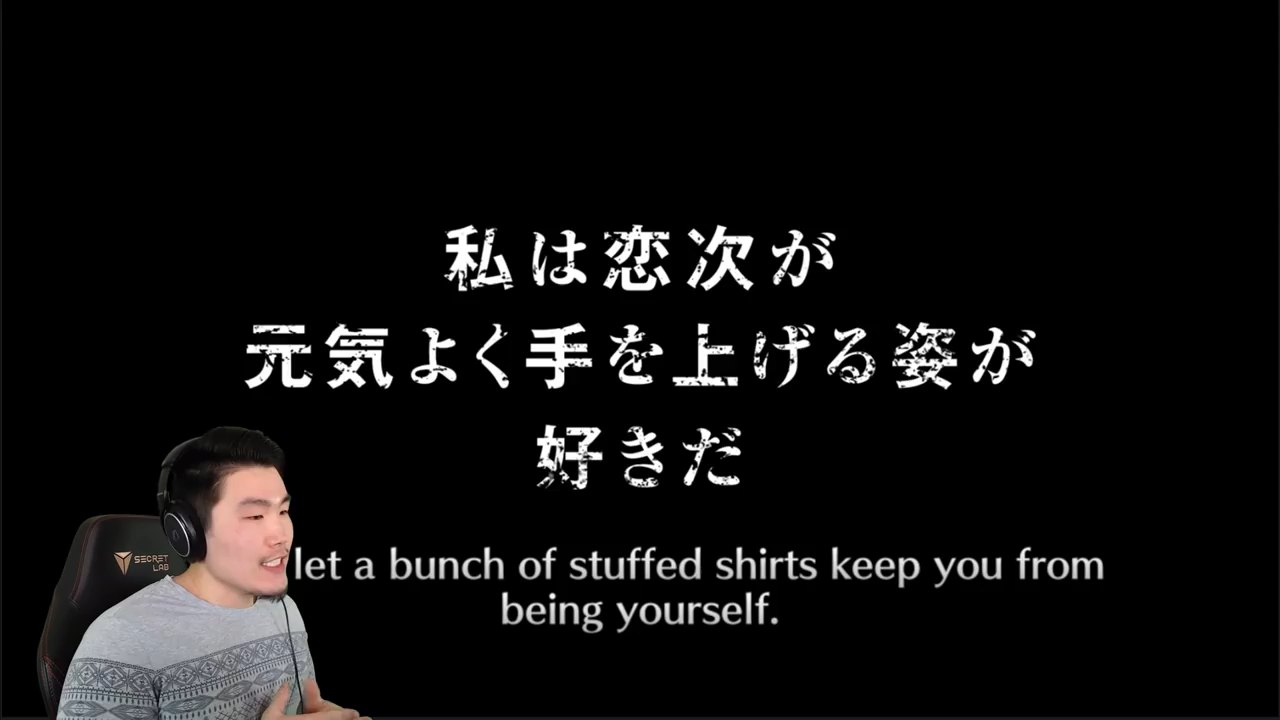 私は恋次が
元気よく手を上げる姿が
好きだ
let a bunch of stuffed shirts keep you from
being yourself.
SECRET
LAB